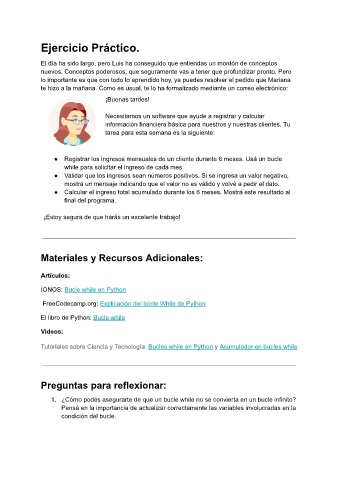 Ejercicio Práctico.
El día ha sido largo, pero Luis ha conseguido que entiendas un montón de conceptos
nuevos. Conceptos poderosos, que seguramente vas a tener que profundizar pronto. Pero
lo importante es que con todo lo aprendido hoy, ya puedes resolver el pedido que Mariana
te hizo a la mañana. Como es usual, te lo ha formalizado mediante un correo electrónico:
¡Buenas tardes!
Necesitamos un software que ayude a registrar y calcular
información financiera básica para nuestros y nuestras clientes. Tu
tarea para esta semana es la siguiente:
● Registrar los ingresos mensuales de un cliente durante 6 meses. Usá un bucle
while para solicitar el ingreso de cada mes.
● Validar que los ingresos sean números positivos. Si se ingresa un valor negativo,
mostrá un mensaje indicando que el valor no es válido y volvé a pedir el dato.
● Calcular el ingreso total acumulado durante los 6 meses. Mostrá este resultado al
final del programa.
¡Estoy segura de que harás un excelente trabajo!
Materiales y Recursos Adicionales:
Artículos:
IONOS: Bucle while en Python
FreeCodecamp.org: Explicación del búcle While de Python
El libro de Python: Bucle while
Videos:
Tutoriales sobre Ciencia y Tecnología: Bucles while en Python y Acumulador en bucles while
Preguntas para reflexionar:
1. ¿Cómo podés asegurarte de que un bucle while no se convierta en un bucle infinito?
Pensá en la importancia de actualizar correctamente las variables involucradas en la
condición del bucle.